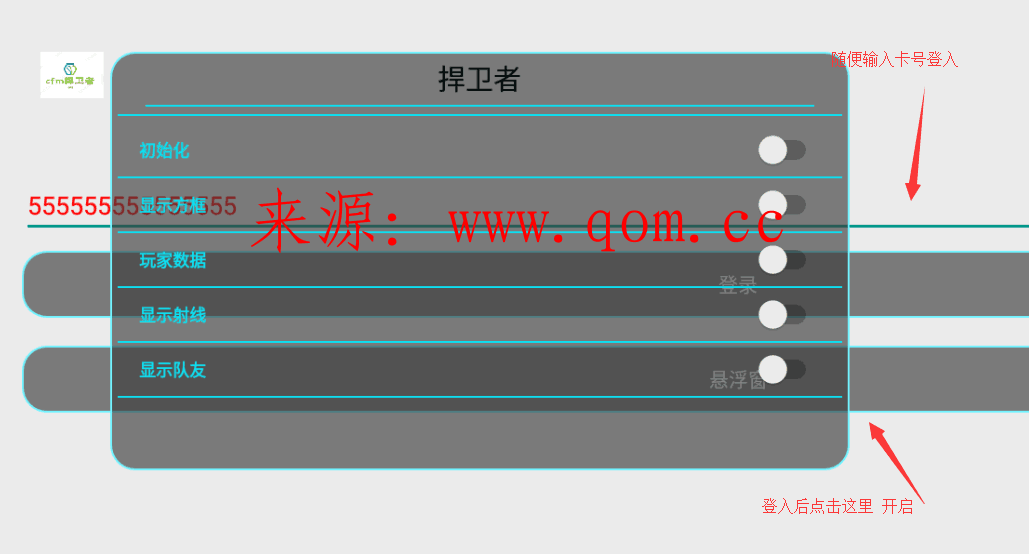 随便输入卡号登入
cfm捍卫者
捍卫者
初始化
显示方框
来源：www.qom.cc
玩家数据
登录
显示射线
显示队友
悬浮窗
登入后点击这里 开启